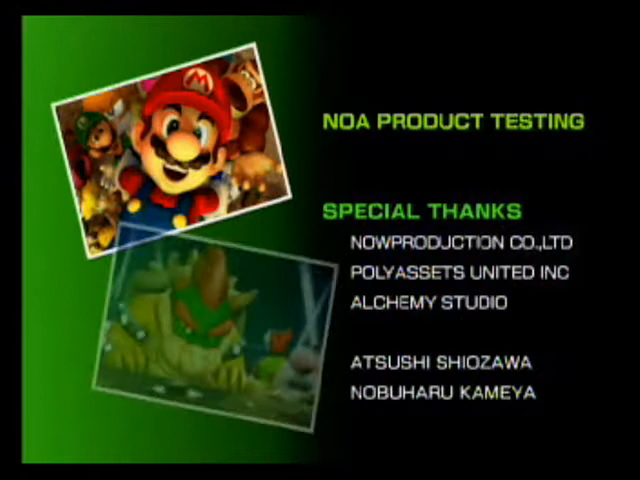 NOA PRODUCT TESTING
SPECIAL THANKS
NOWPRODUCTION CO.,LTD
POLYASSETS UNITED INC
ALCHEMY STUDIO
ATSUSHI SHIOZAWA
NOBUHARU KAMEYA
M